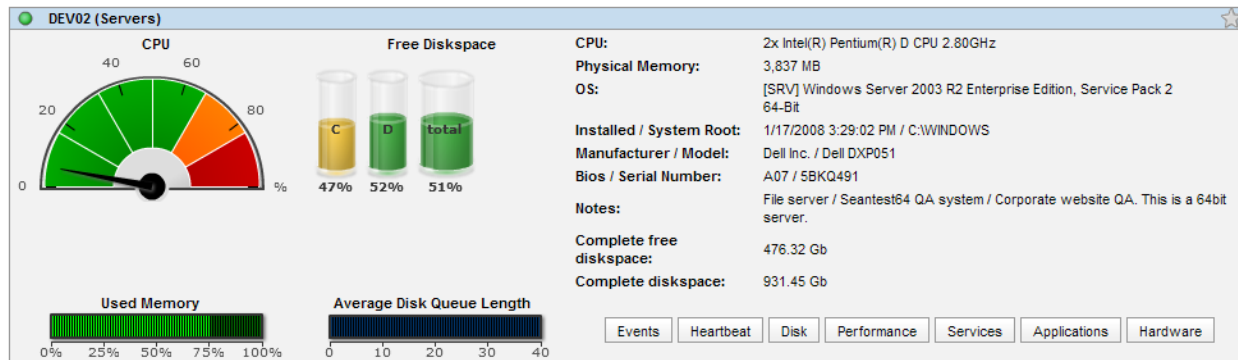 DEV02 (Servers)
CPU
0 20 40 60 80 %
Free Diskspace
C D total
47% 52% 51%
Used Memory
0% 25% 50% 75% 100%
Average Disk Queue Length
0 10 20 30 40
CPU: 2x Intel(R) Pentium(R) D CPU 2.80GHz
Physical Memory: 3,837 MB
OS: [SRV] Windows Server 2003 R2 Enterprise Edition, Service Pack 2
64-Bit
Installed / System Root: 1/17/2008 3:29:02 PM / C:\WINDOWS
Manufacturer / Model: Dell Inc. / Dell DXP051
Bios / Serial Number: A07 / 5BKQ491
Notes: File server / Seantest64 QA system / Corporate website QA. This is a 64bit
server.
Complete free
diskspace: 476.32 Gb
Complete diskspace: 931.45 Gb
Events Heartbeat Disk Performance Services Applications Hardware